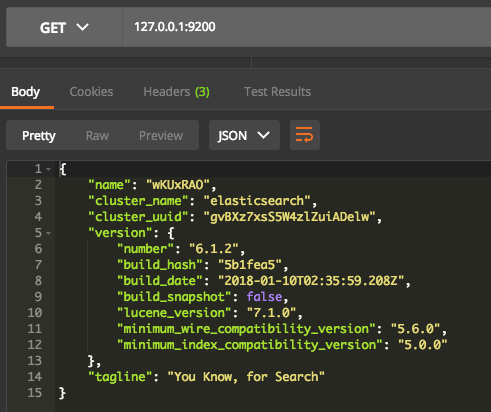 GET 127.0.0.1:9200
Body Cookies Headers (3) Test Results
Pretty Raw Preview JSON
1 {
2 "name": "wKUxRAO",
3 "cluster_name": "elasticsearch",
4 "cluster_uuid": "gvBXz7xsS5W4zlZuiADelw",
5 "version": {
6 "number": "6.1.2",
7 "build_hash": "5b1fea5",
8 "build_date": "2018-01-10T02:35:59.208Z",
9 "build_snapshot": false,
10 "lucene_version": "7.1.0",
11 "minimum_wire_compatibility_version": "5.6.0",
12 "minimum_index_compatibility_version": "5.0.0"
13 },
14 "tagline": "You Know, for Search"
15 }